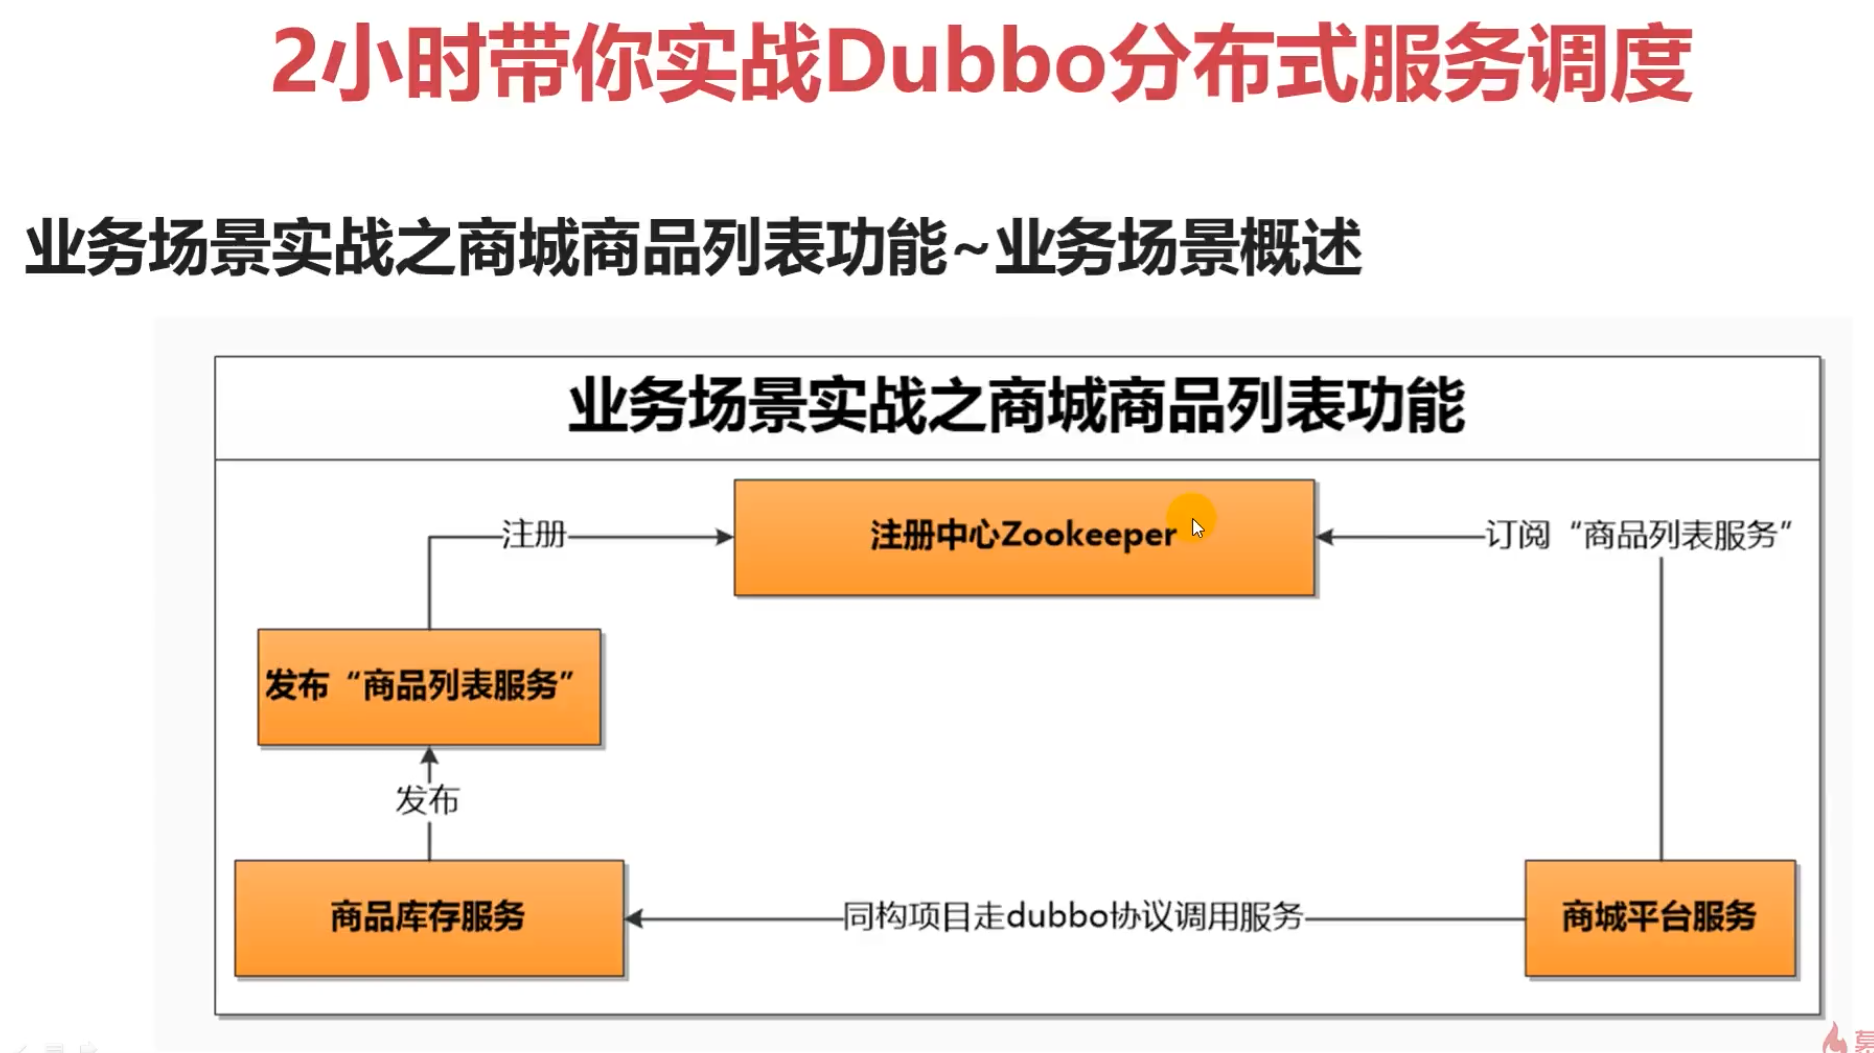 2小时带你实战Dubbo分布式服务调度
业务场景实战之商城商品列表功能~业务场景概述
业务场景实战之商城商品列表功能
注册
注册中心Zookeeper
订阅“商品列表服务”
发布“商品列表服务”
发布
商品库存服务
同构项目走dubbo协议调用服务
商城平台服务